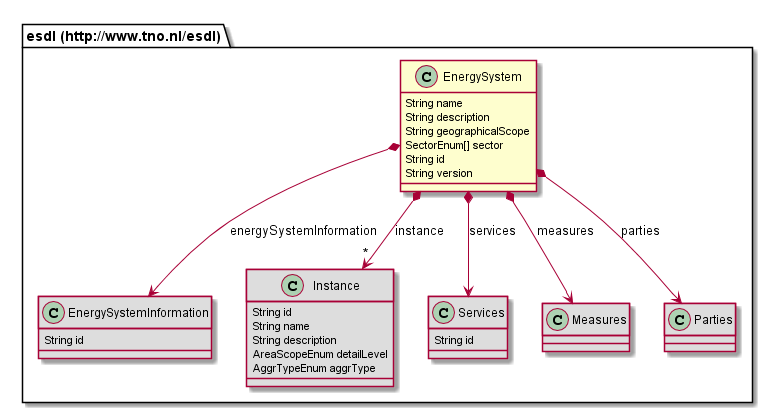 esdl (http://www.tno.nl/esdl)
C EnergySystem
String name
String description
String geographicalScope
SectorEnum[] sector
String id
String version
energySystemInformation
instance
services
measures
parties
*
C EnergySystemInformation
String id
C Instance
String id
String name
String description
AreaScopeEnum detailLevel
AggrTypeEnum aggrType
C Services
String id
C Measures
C Parties